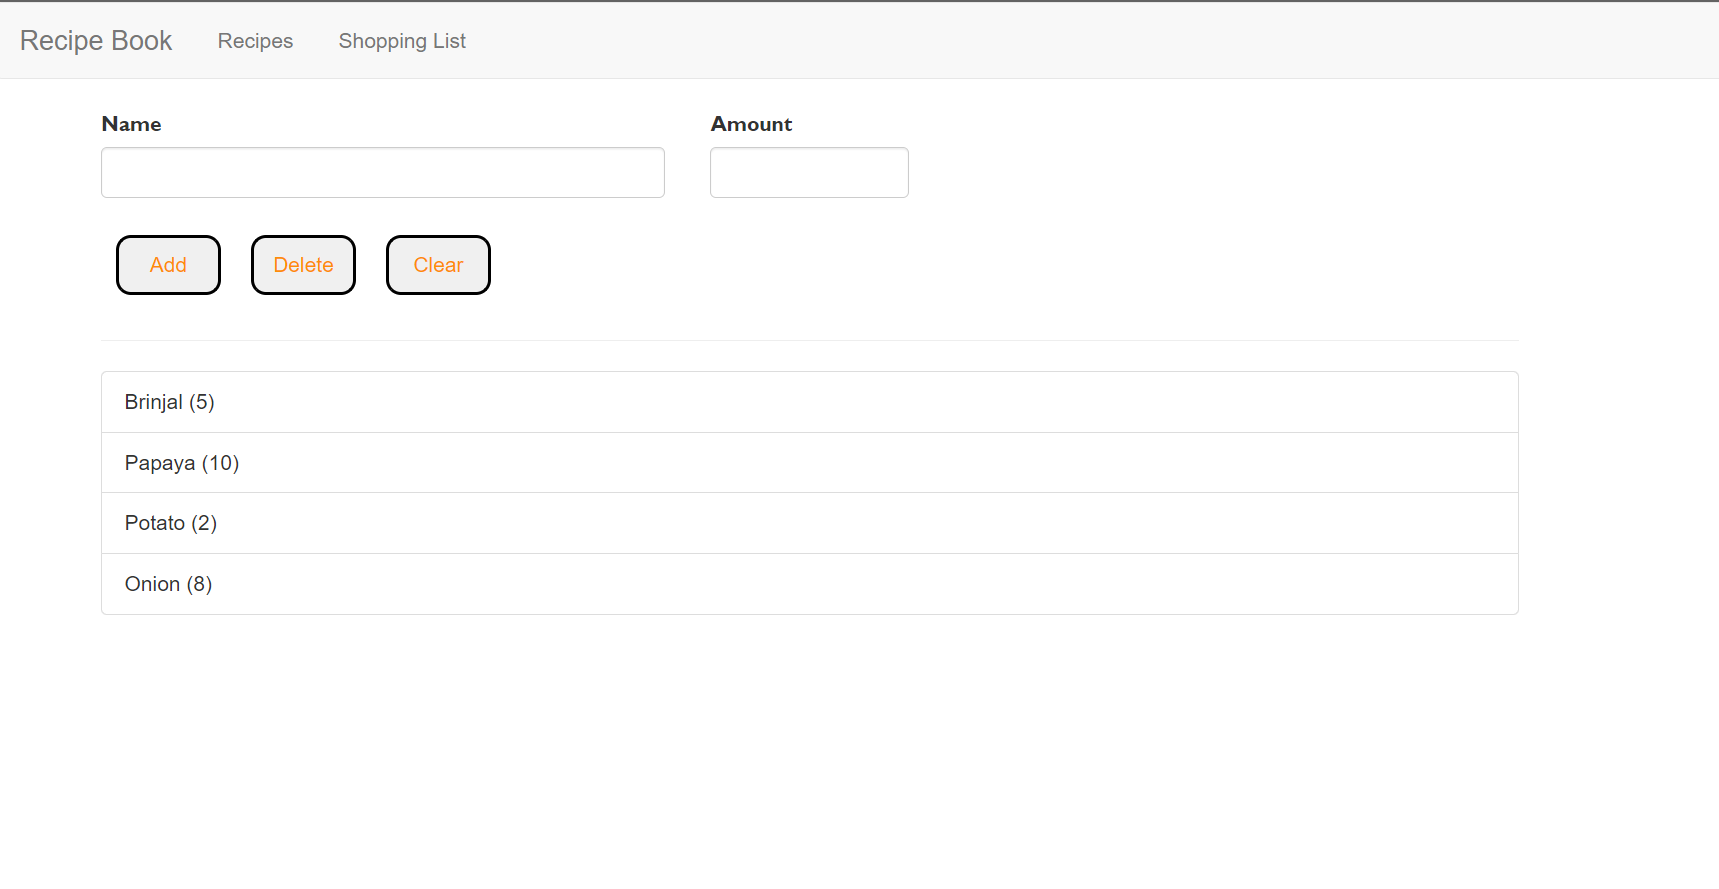 Recipe Book Recipes Shopping List
Name Amount
Add Delete Clear
Brinjal (5)
Papaya (10)
Potato (2)
Onion (8)